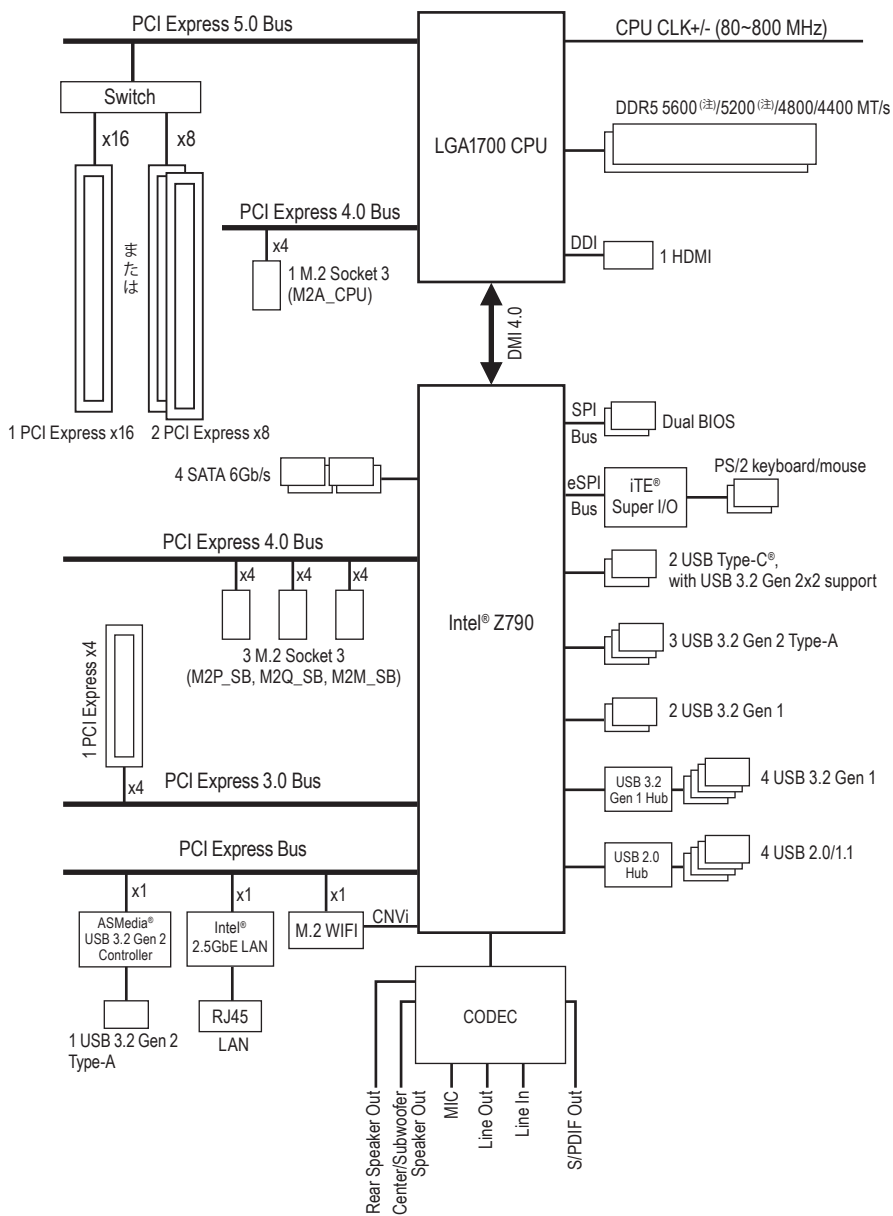 PCI Express 5.0 Bus
CPU CLK+/- (80~800 MHz)
Switch
x16
x8
DDR5 5600(注)/5200(注)/4800/4400 MT/s
LGA1700 CPU
または
PCI Express 4.0 Bus
x4
1 M.2 Socket 3
(M2A_CPU)
DDI
1 HDMI
DMI 4.0
1 PCI Express x16
2 PCI Express x8
SPI
Bus
Dual BIOS
4 SATA 6Gb/s
eSPI
Bus
iTE®
Super I/O
PS/2 keyboard/mouse
PCI Express 4.0 Bus
x4
x4
x4
3 M.2 Socket 3
(M2P_SB, M2Q_SB, M2M_SB)
2 USB Type-C®,
with USB 3.2 Gen 2x2 support
Intel® Z790
3 USB 3.2 Gen 2 Type-A
1 PCI Express x4
x4
2 USB 3.2 Gen 1
PCI Express 3.0 Bus
USB 3.2
Gen 1 Hub
4 USB 3.2 Gen 1
PCI Express Bus
USB 2.0
Hub
4 USB 2.0/1.1
x1
x1
x1
ASMedia®
USB 3.2 Gen 2
Controller
Intel®
2.5GbE LAN
M.2 WIFI
CNVi
1 USB 3.2 Gen 2
Type-A
RJ45
LAN
CODEC
Rear Speaker Out
Center/Subwoofer
Speaker Out
MIC
Line Out
Line In
S/PDIF Out